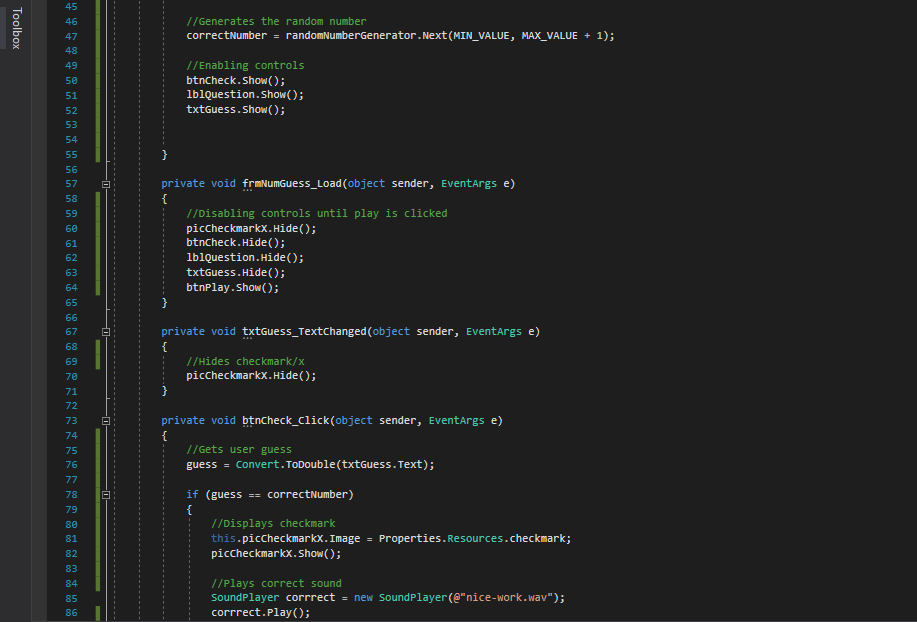 Toolbox
45
46 //Generates the random number
47 correctNumber = randomNumberGenerator.Next(MIN_VALUE, MAX_VALUE + 1);
48
49 //Enabling controls
50 btnCheck.Show();
51 lblQuestion.Show();
52 txtGuess.Show();
53
54
55 }
56
57 private void frmNumGuess_Load(object sender, EventArgs e)
58 {
59 //Disabling controls until play is clicked
60 picCheckmarkX.Hide();
61 btnCheck.Hide();
62 lblQuestion.Hide();
63 txtGuess.Hide();
64 btnPlay.Show();
65 }
66
67 private void txtGuess_TextChanged(object sender, EventArgs e)
68 {
69 //Hides checkmark/x
70 picCheckmarkX.Hide();
71 }
72
73 private void btnCheck_Click(object sender, EventArgs e)
74 {
75 //Gets user guess
76 guess = Convert.ToDouble(txtGuess.Text);
77
78 if (guess == correctNumber)
79 {
80 //Displays checkmark
81 this.picCheckmarkX.Image = Properties.Resources.checkmark;
82 picCheckmarkX.Show();
83
84 //Plays correct sound
85 SoundPlayer corrrect = new SoundPlayer(@"nice-work.wav");
86 corrrect.Play();